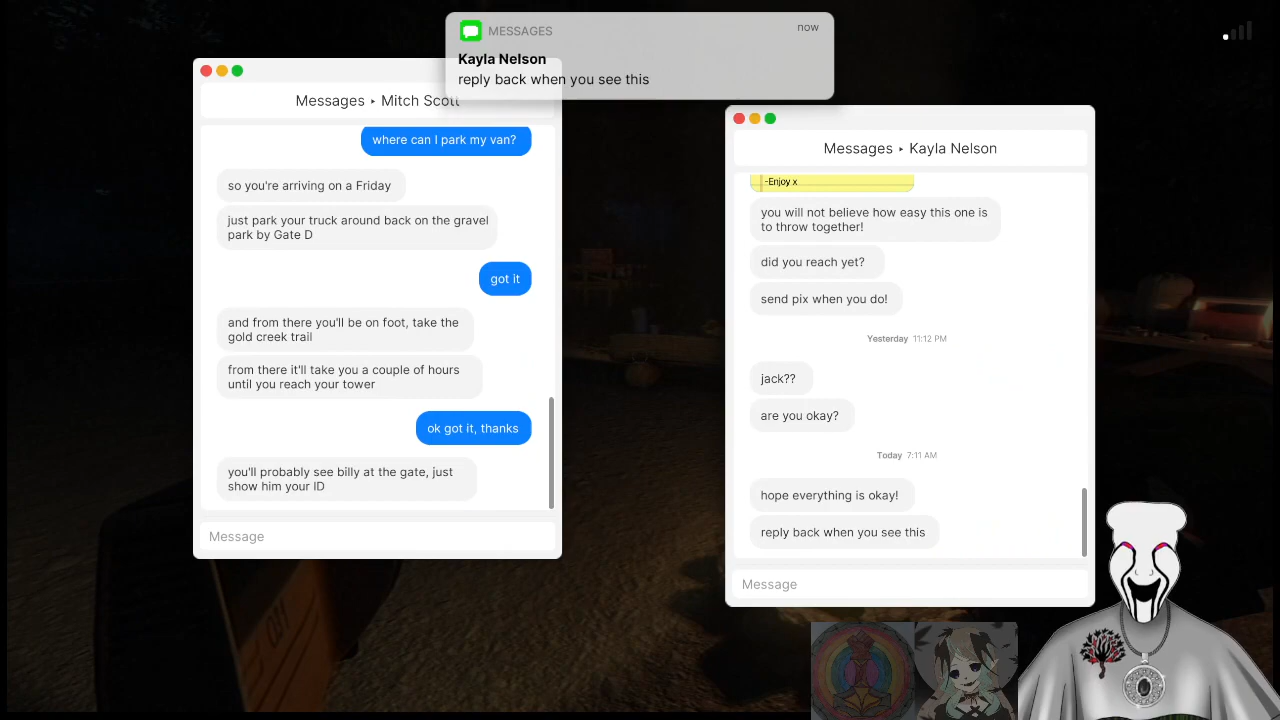 MESSAGES
now
Kayla Nelson
reply back when you see this
Messages ▸ Mitch Scott
where can I park my van?
so you're arriving on a Friday
just park your truck around back on the gravel
park by Gate D
got it
and from there you'll be on foot, take the
gold creek trail
from there it'll take you a couple of hours
until you reach your tower
ok got it, thanks
you'll probably see billy at the gate, just
show him your ID
Message
Messages ▸ Kayla Nelson
-Enjoy x
you will not believe how easy this one is
to throw together!
did you reach yet?
send pix when you do!
Yesterday 11:12 PM
jack??
are you okay?
Today 7:11 AM
hope everything is okay!
reply back when you see this
Message